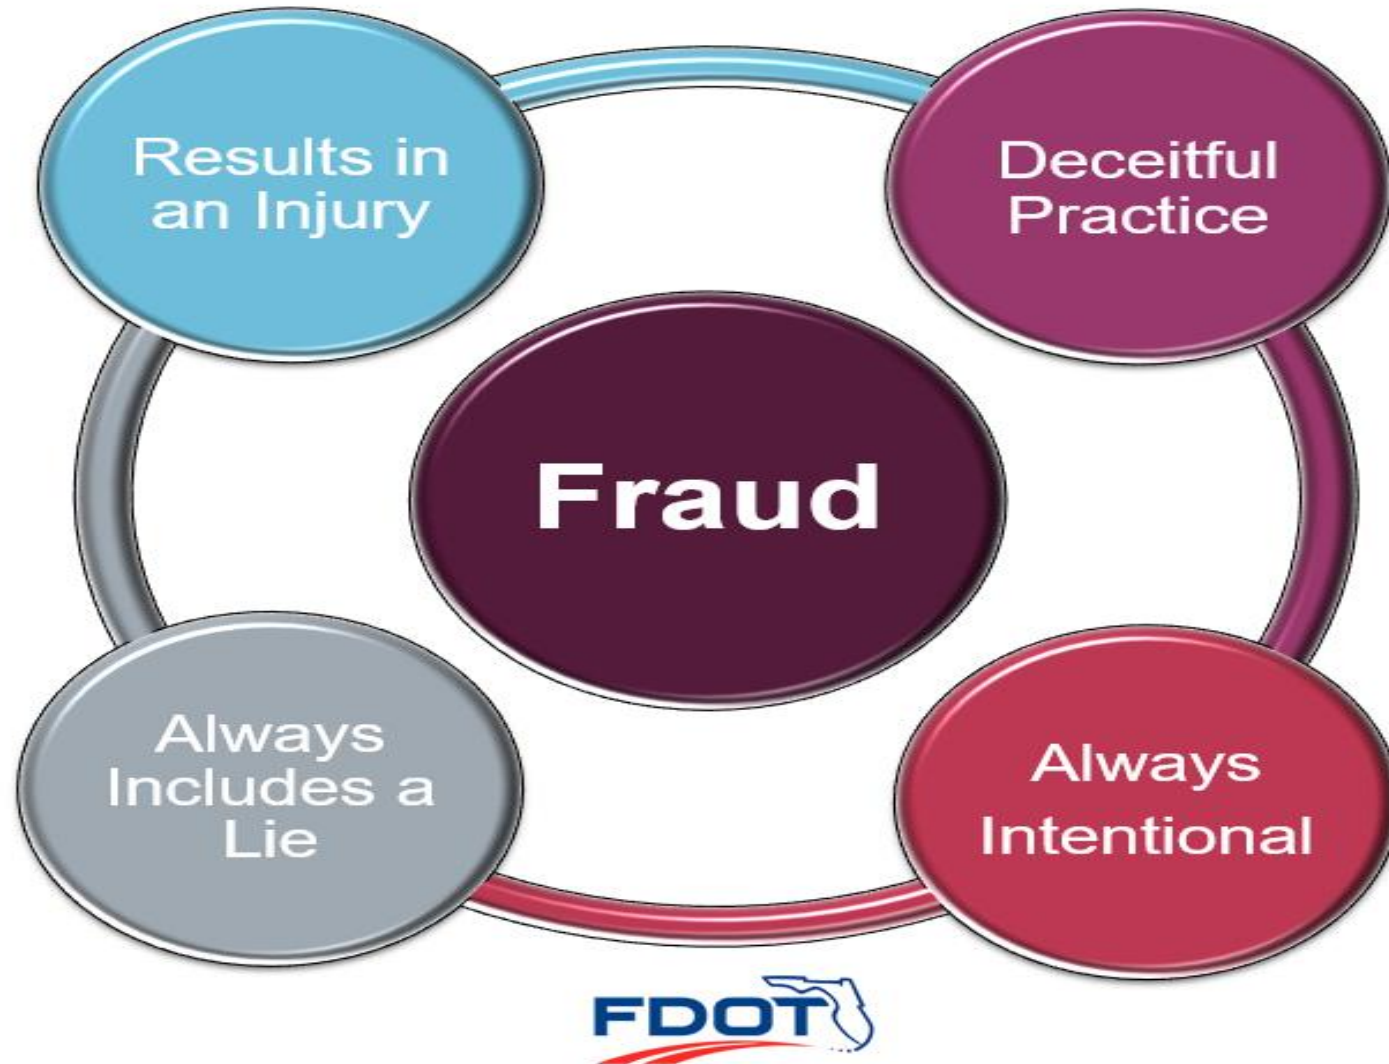 Results in
an Injury
Deceitful
Practice
Fraud
Always
Includes a
Lie
Always
Intentional
FDOT